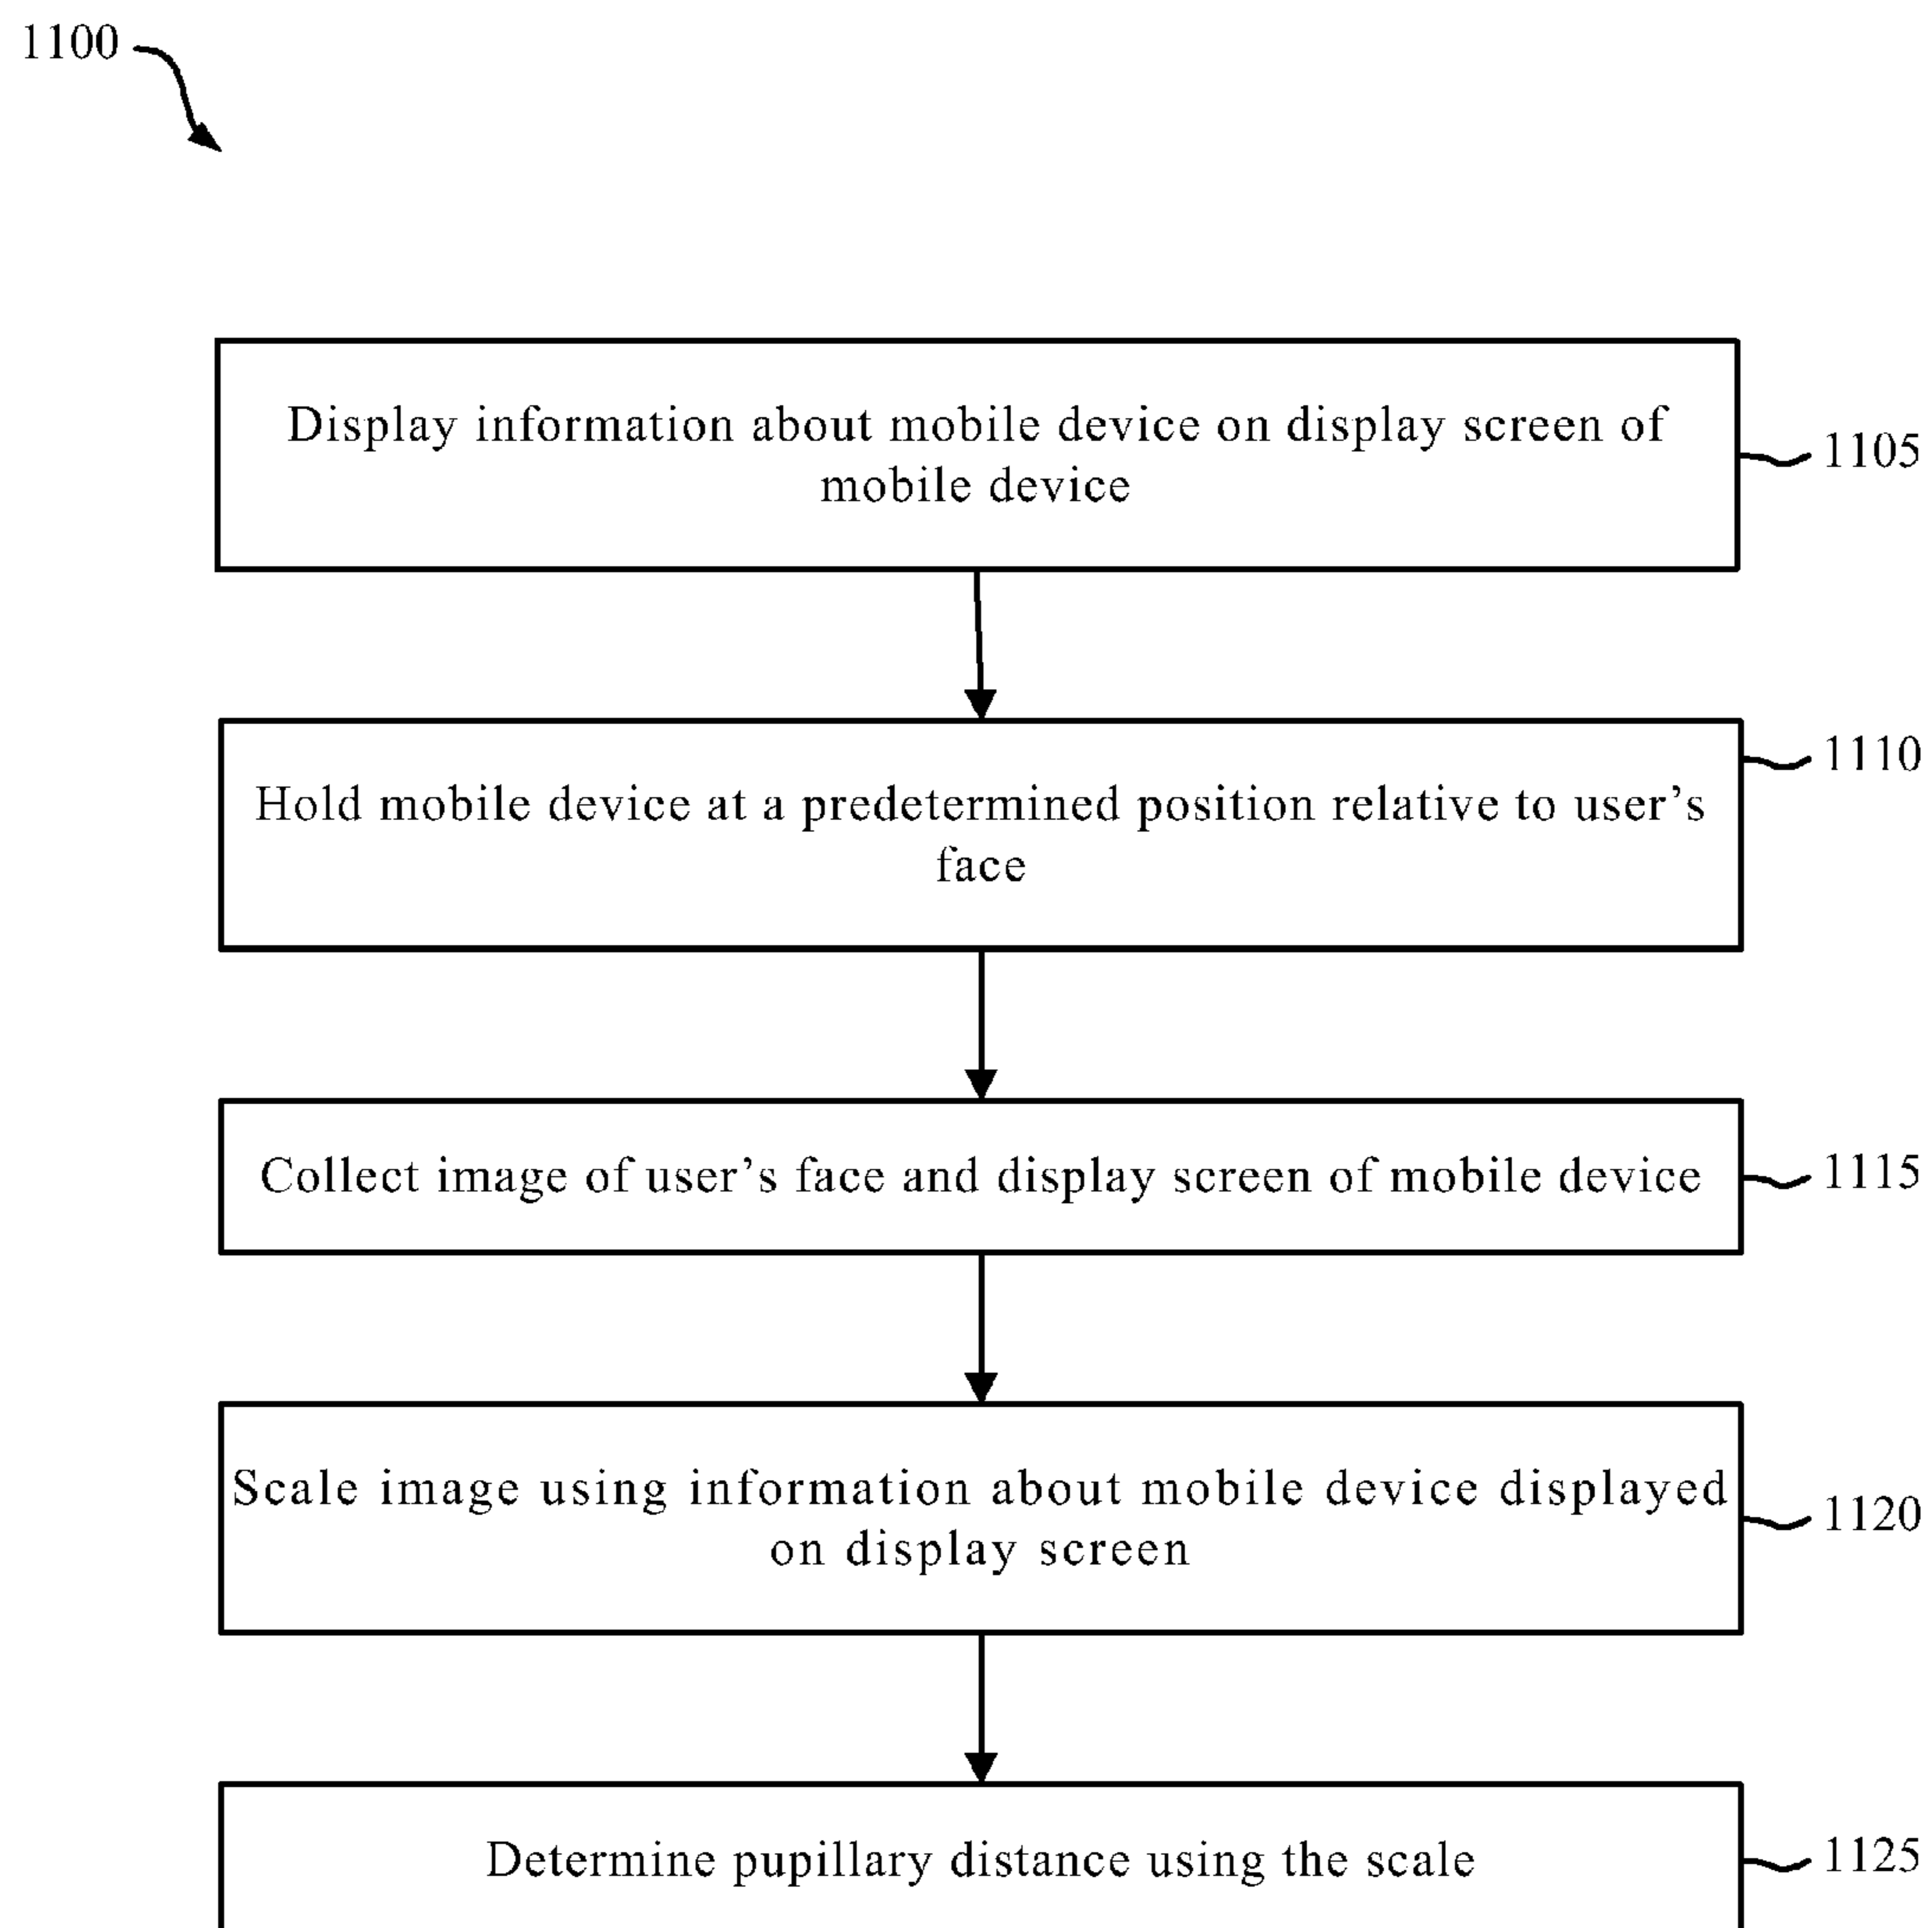 1100
Display information about mobile device on display screen of
mobile device
1105
Hold mobile device at a predetermined position relative to user’s
face
1110
Collect image of user’s face and display screen of mobile device
1115
Scale image using information about mobile device displayed
on display screen
1120
Determine pupillary distance using the scale
1125